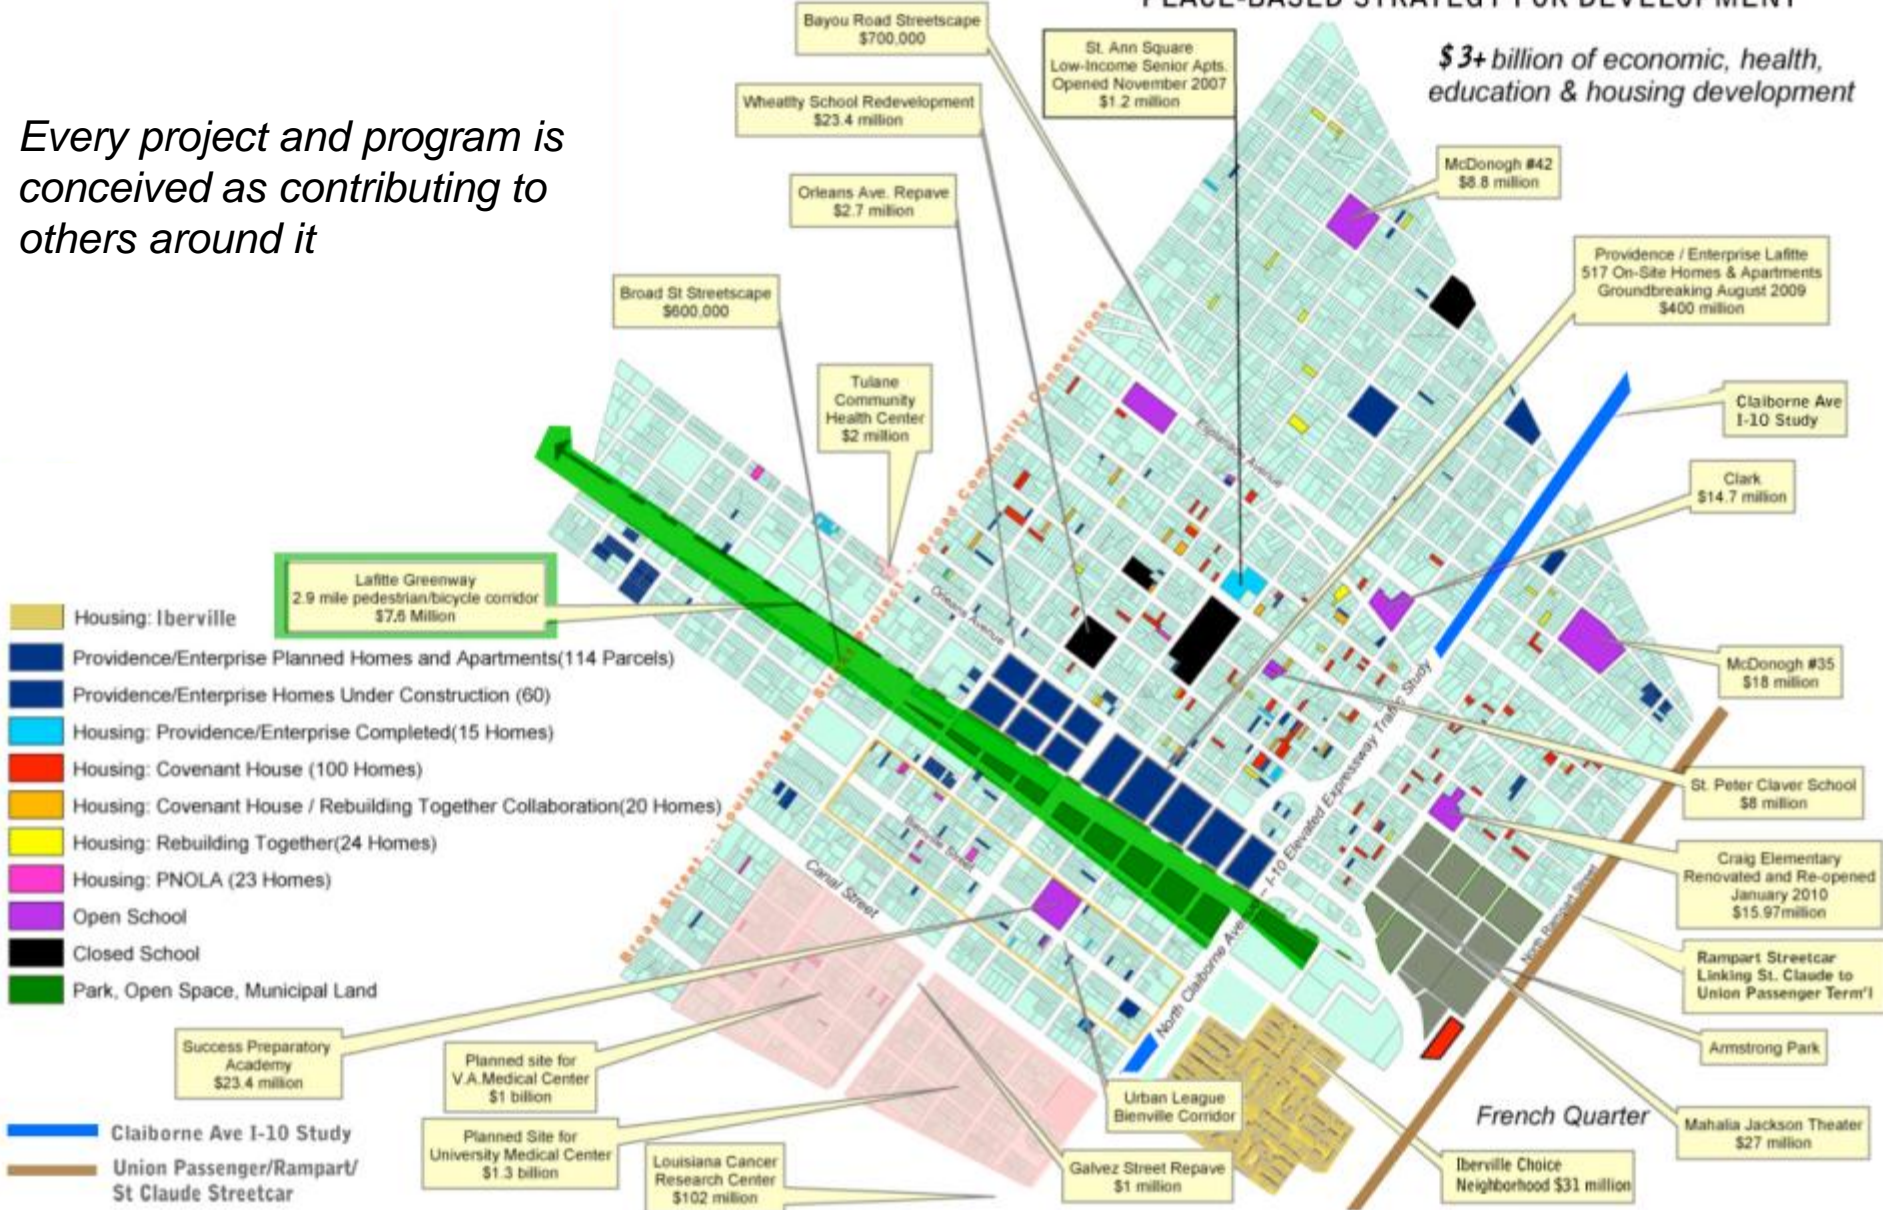 PLACE-BASED STRATEGY FOR DEVELOPMENT
$ 3+ billion of economic, health,
education & housing development
Every project and program is
conceived as contributing to
others around it
Bayou Road Streetscape
$700,000
St. Ann Square
Low-Income Senior Apts.
Opened November 2007
$1.2 million
Wheatlty School Redevelopment
$23.4 million
McDonogh #42
$8.8 million
Orleans Ave. Repave
$2.7 million
Providence / Enterprise Lafitte
517 On-Site Homes & Apartments
Groundbreaking August 2009
$400 million
Broad St Streetscape
$600,000
Tulane
Community
Health Center
$2 million
Claiborne Ave
I-10 Study
Clark
$14.7 million
Lafitte Greenway
2.9 mile pedestrian/bicycle corridor
$7.6 Million
Broad Street -- Louisiana Main Street Project -- Broad Community Connections
Esplanade Avenue
Orleans Avenue
Bienville Street
Canal Street
North Claiborne Avenue -- I-10 Elevated Expressway Traffic Study
North Rampart Street
McDonogh #35
$18 million
St. Peter Claver School
$8 million
Craig Elementary
Renovated and Re-opened
January 2010
$15.97million
Rampart Streetcar
Linking St. Claude to
Union Passenger Term'l
Armstrong Park
Mahalia Jackson Theater
$27 million
French Quarter
Iberville Choice
Neighborhood $31 million
Urban League
Bienville Corridor
Galvez Street Repave
$1 million
Louisiana Cancer
Research Center
$102 million
Planned site for
V.A.Medical Center
$1 billion
Planned Site for
University Medical Center
$1.3 billion
Success Preparatory
Academy
$23.4 million
Housing: Iberville
Providence/Enterprise Planned Homes and Apartments(114 Parcels)
Providence/Enterprise Homes Under Construction (60)
Housing: Providence/Enterprise Completed(15 Homes)
Housing: Covenant House (100 Homes)
Housing: Covenant House / Rebuilding Together Collaboration(20 Homes)
Housing: Rebuilding Together(24 Homes)
Housing: PNOLA (23 Homes)
Open School
Closed School
Park, Open Space, Municipal Land
Claiborne Ave I-10 Study
Union Passenger/Rampart/
St Claude Streetcar